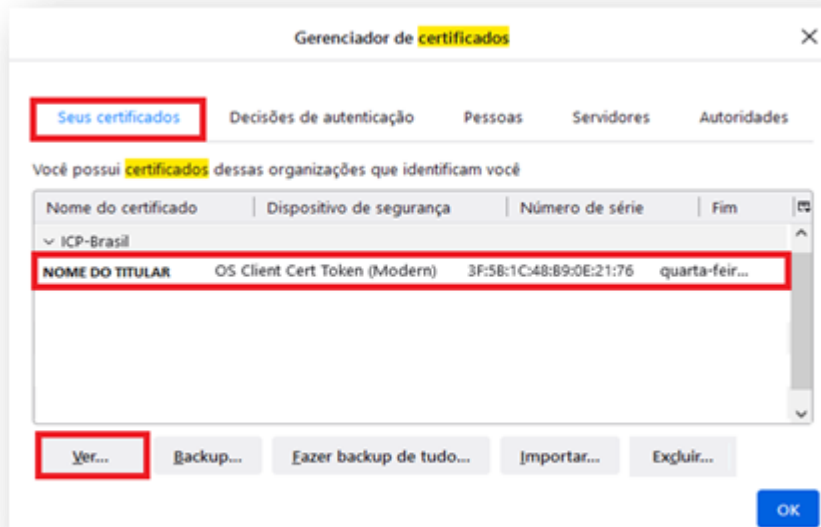 Gerenciador de certificados
Seus certificados Decisões de autenticação Pessoas Servidores Autoridades
Você possui certificados dessas organizações que identificam você
Nome do certificado Dispositivo de segurança Número de série Fim
ICP-Brasil
NOME DO TITULAR OS Client Cert Token (Modern) 3F:5B:1C:48:B9:0E:21:76 quarta-feir...
Ver... Backup... Fazer backup de tudo... Importar... Excluir...
OK